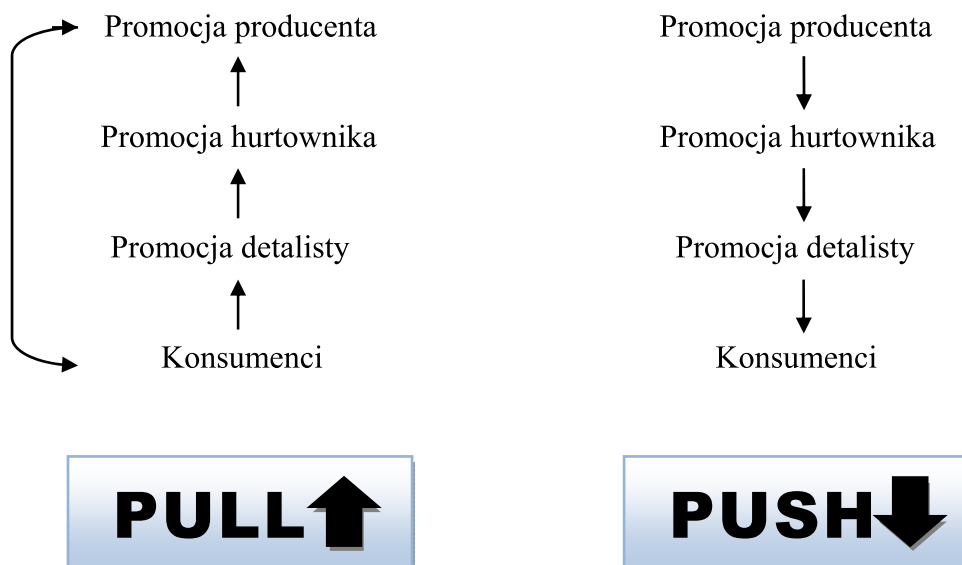 Promocja producenta
Promocja hurtownika
Promocja detalisty
Konsumenci
PULL
Promocja producenta
Promocja hurtownika
Promocja detalisty
Konsumenci
PUSH